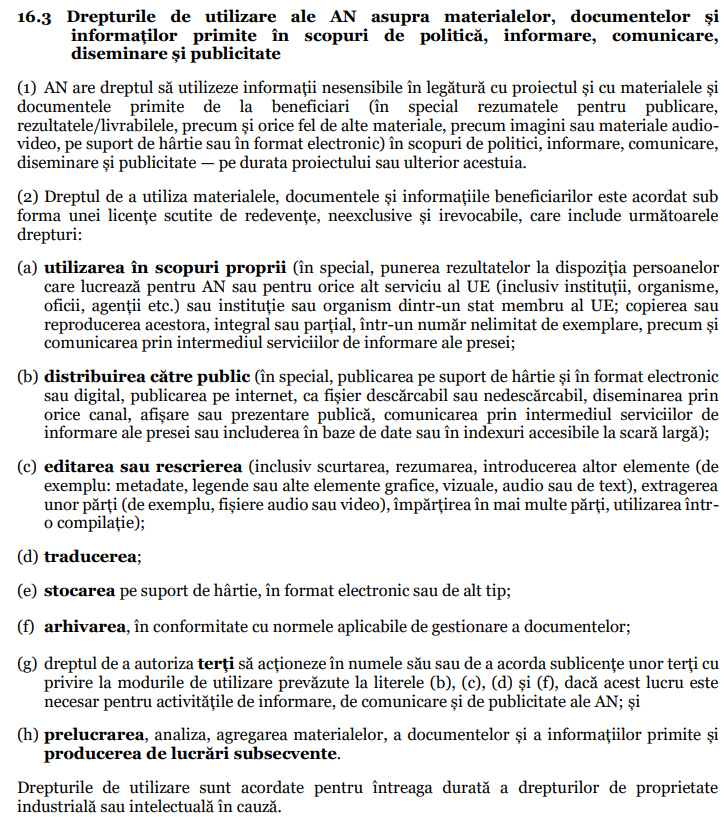 16.3 Drepturile de utilizare ale AN asupra materialelor, documentelor și
informaților primite în scopuri de politică, informare, comunicare,
diseminare și publicitate
(1) AN are dreptul să utilizeze informații nesensibile în legătură cu proiectul și cu materialele și
documentele primite de la beneficiari (în special rezumatele pentru publicare,
rezultatele/livrabilele, precum și orice fel de alte materiale, precum imagini sau materiale audio-
video, pe suport de hârtie sau în format electronic) în scopuri de politici, informare, comunicare,
diseminare și publicitate — pe durata proiectului sau ulterior acestuia.
(2) Dreptul de a utiliza materialele, documentele și informațiile beneficiarilor este acordat sub
forma unei licențe scutite de redevențe, neexclusive și irevocabile, care include următoarele
drepturi:
(a) utilizarea în scopuri proprii (în special, punerea rezultatelor la dispoziția persoanelor
care lucrează pentru AN sau pentru orice alt serviciu al UE (inclusiv instituții, organisme,
oficii, agenții etc.) sau instituție sau organism dintr-un stat membru al UE; copierea sau
reproducerea acestora, integral sau parțial, într-un număr nelimitat de exemplare, precum și
comunicarea prin intermediul serviciilor de informare ale presei;
(b) distribuirea către public (în special, publicarea pe suport de hârtie și în format electronic
sau digital, publicarea pe internet, ca fișier descărcabil sau nedescărcabil, diseminarea prin
orice canal, afișare sau prezentare publică, comunicarea prin intermediul serviciilor de
informare ale presei sau includerea în baze de date sau în indexuri accesibile la scară largă);
(c) editarea sau rescrierea (inclusiv scurtarea, rezumarea, introducerea altor elemente (de
exemplu: metadate, legende sau alte elemente grafice, vizuale, audio sau de text), extragerea
unor părți (de exemplu, fișiere audio sau video), împărțirea în mai multe părți, utilizarea într-
o compilație);
(d) traducerea;
(e) stocarea pe suport de hârtie, în format electronic sau de alt tip;
(f) arhivarea, în conformitate cu normele aplicabile de gestionare a documentelor;
(g) dreptul de a autoriza terți să acționeze în numele său sau de a acorda sublicențe unor terți cu
privire la modurile de utilizare prevăzute la literele (b), (c), (d) și (f), dacă acest lucru este
necesar pentru activitățile de informare, de comunicare și de publicitate ale AN; și
(h) prelucrarea, analiza, agregarea materialelor, a documentelor și a informațiilor primite și
producerea de lucrări subsecvente.
Drepturile de utilizare sunt acordate pentru întreaga durată a drepturilor de proprietate
industrială sau intelectuală în cauză.